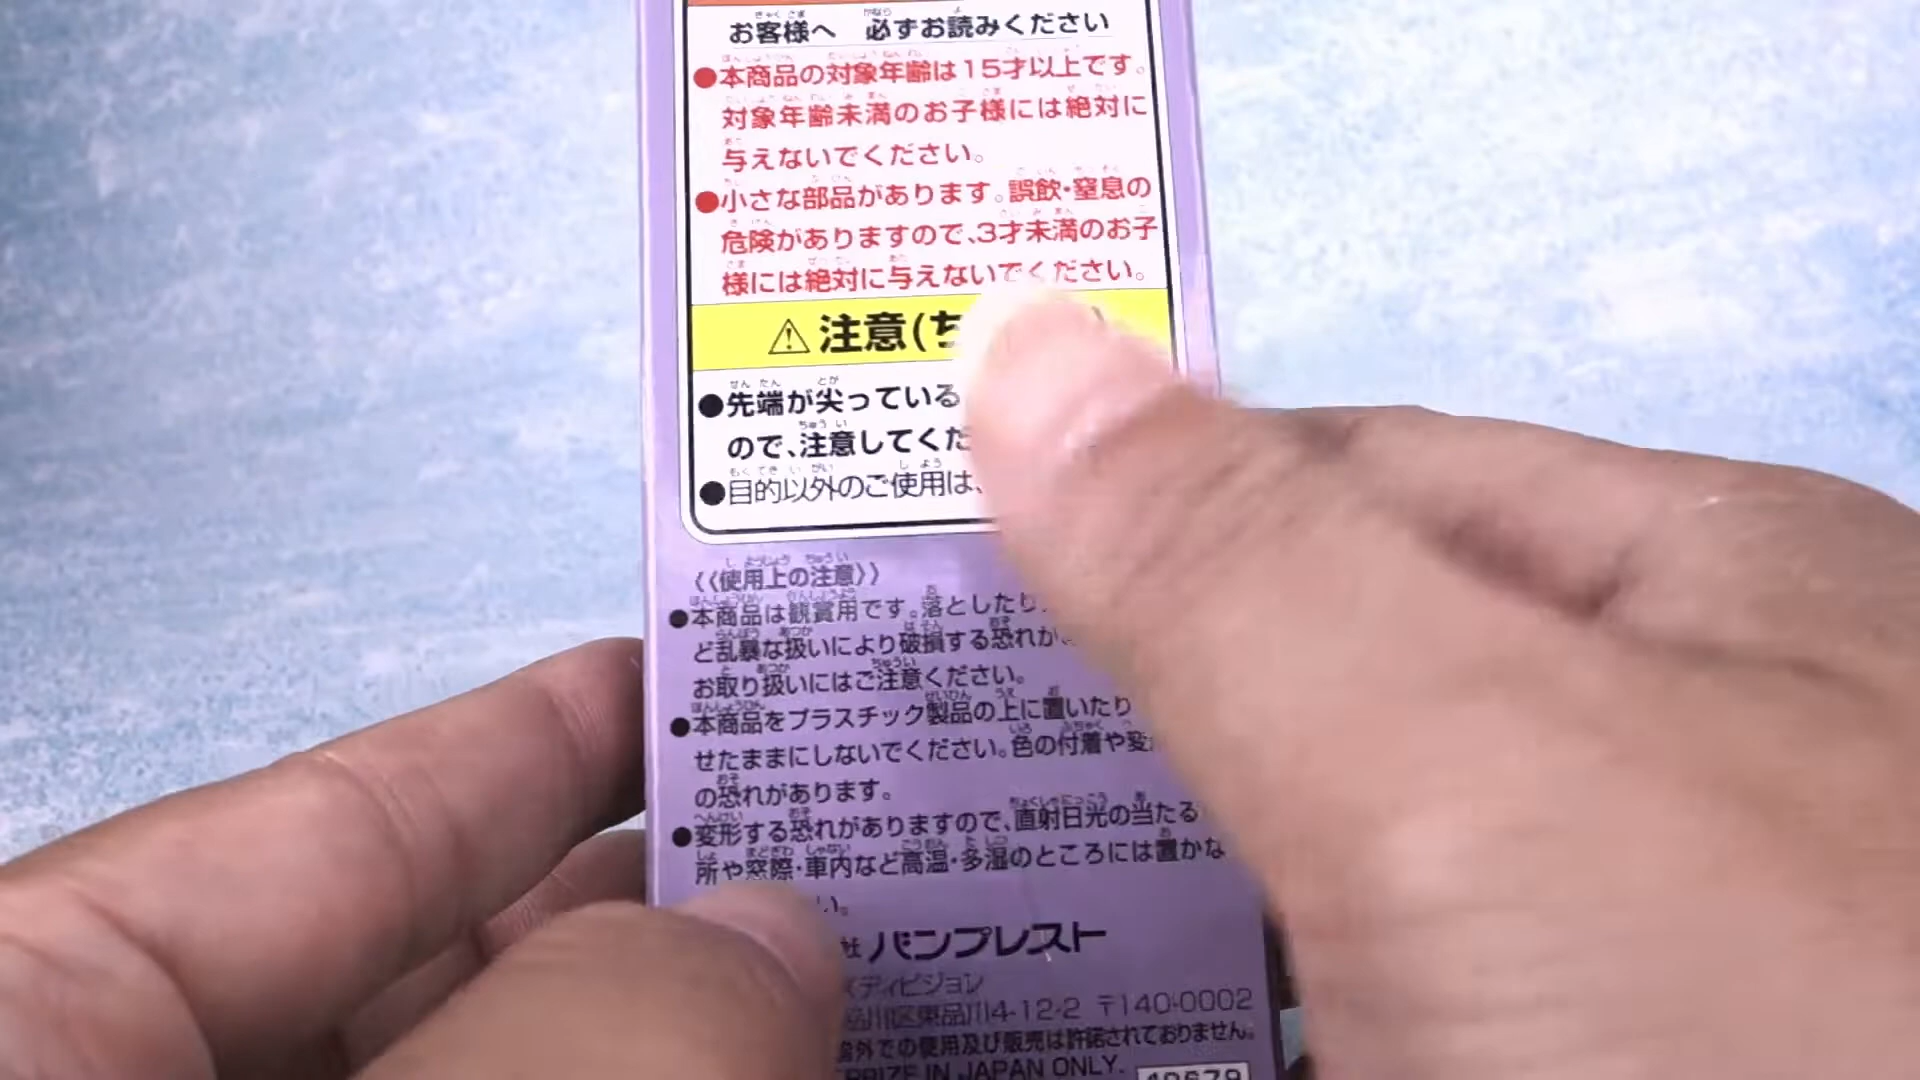 お客様へ 必ずお読みください
●本商品の対象年齢は15才以上です。
対象年齢未満のお子様には絶対に
与えないでください。
●小さな部品があります。誤飲・窒息の
危険がありますので、3才未満のお子
様には絶対に与えないでください。
⚠注意(ち
●先端が尖っている
ので、注意してくだ
●目的以外のご使用は、
《使用上の注意》
●本商品は観賞用です。落としたり
ど乱暴な扱いにより破損する恐れが
お取り扱いにはご注意ください。
●本商品をプラスチック製品の上に置いたり
せたままにしないでください。色の付着や変
の恐れがあります。
●変形する恐れがありますので、直射日光の当たる
所や窓際・車内など高温・多湿のところには置かな
い。
社 バンプレスト
ディビジョン
品川区東品川4-12-2 〒140-0002
外での使用及び販売は許諾されておりません。
PRIZE IN JAPAN ONLY.